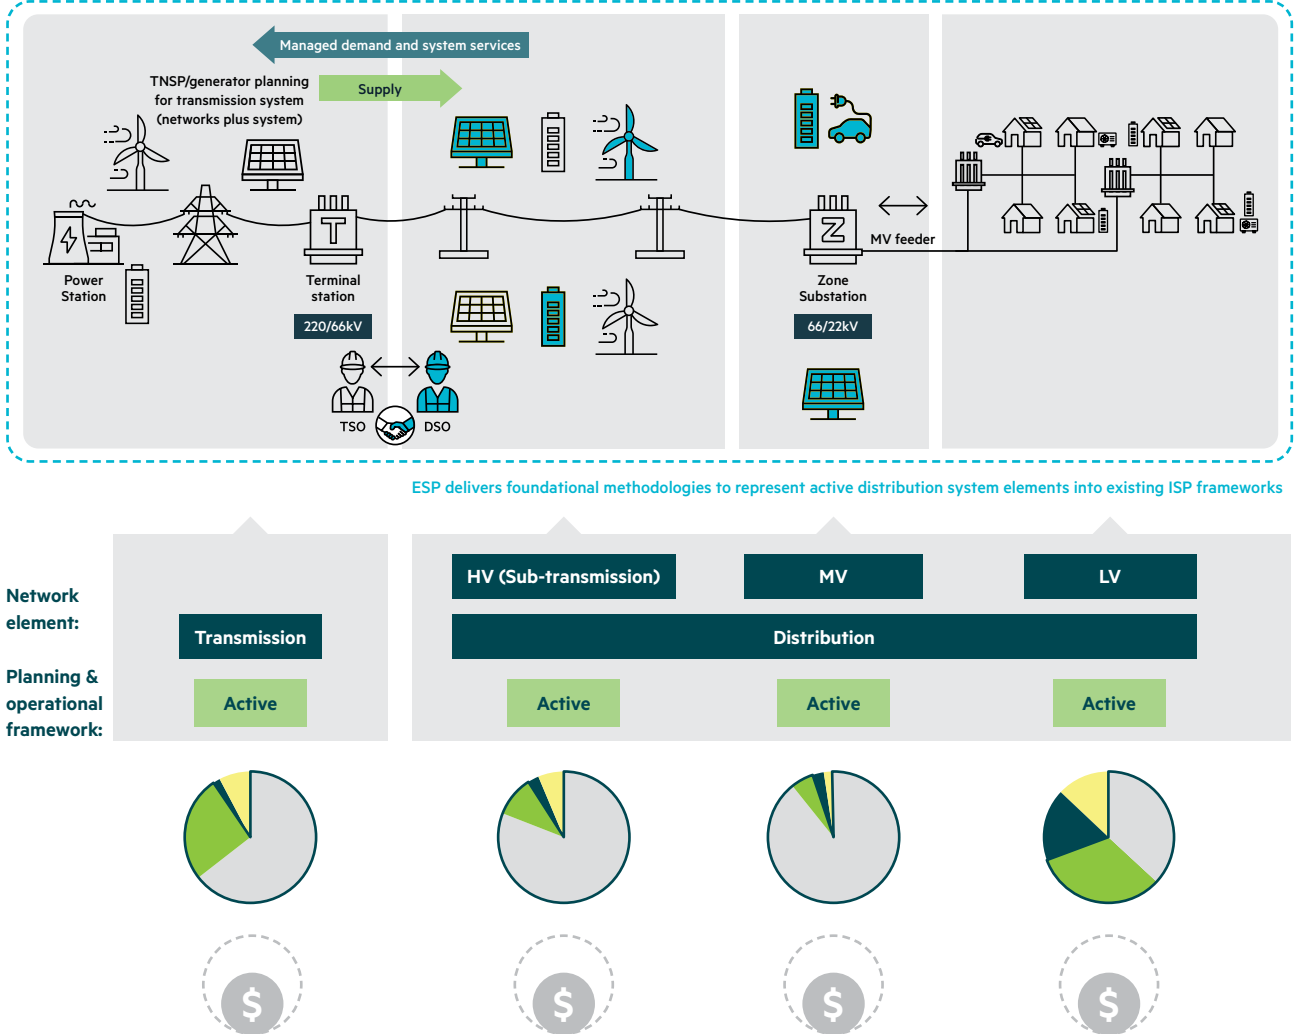 Managed demand and system services
TNSP/generator planning
for transmission system
(networks plus system)
Supply
T
Z
MV feeder
Power
Station
Terminal
station
220/66kV
Zone
Substation
66/22kV
TSO
DSO
ESP delivers foundational methodologies to represent active distribution system elements into existing ISP frameworks
Network
element:
HV (Sub-transmission)
MV
LV
Transmission
Distribution
Planning &
operational
framework:
Active
Active
Active
Active
$
$
$
$